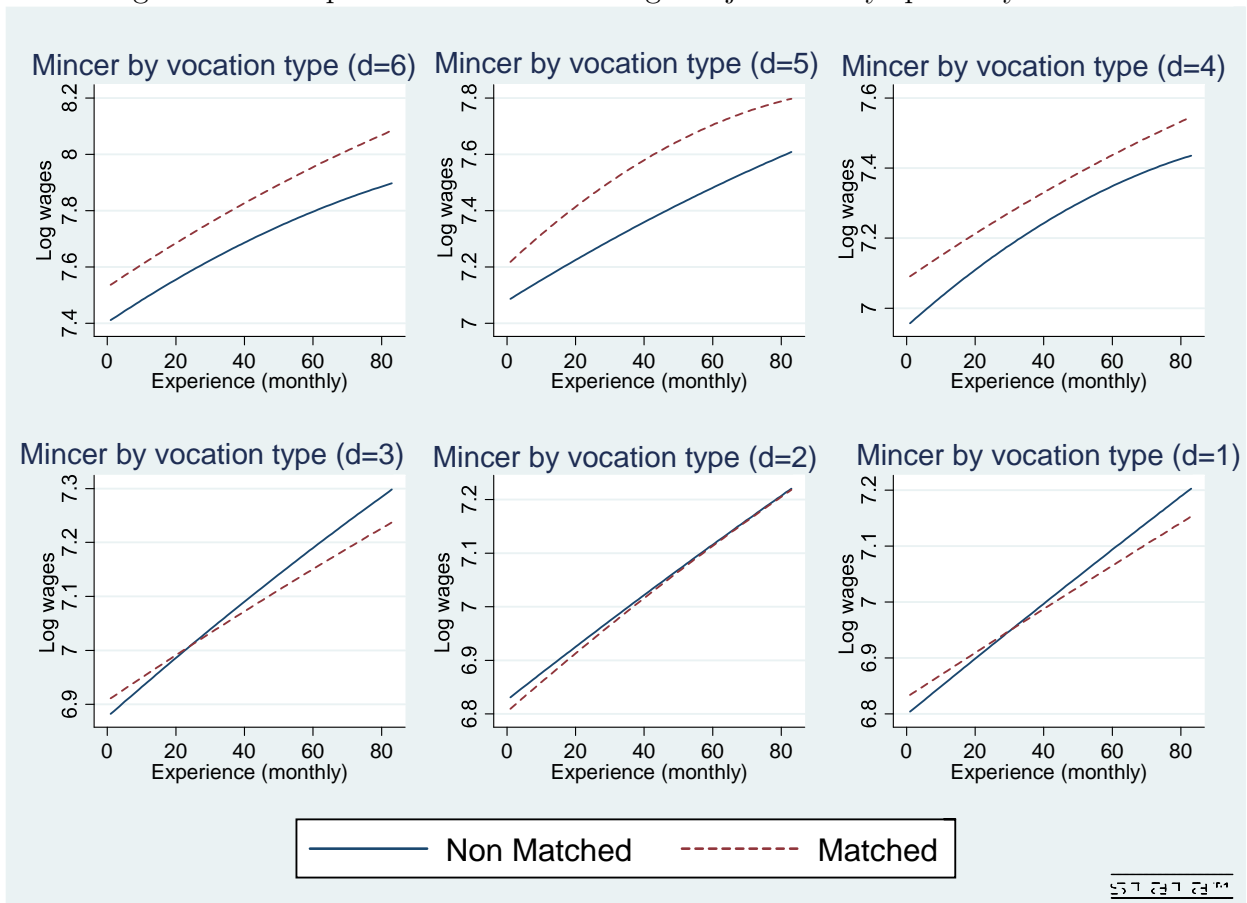 Mincer by vocation type (d=6)
8.2
8
7.8
7.6
7.4
Log wages
0 20 40 60 80
Experience (monthly)
Mincer by vocation type (d=5)
7.8
7.6
7.4
7.2
7
Log wages
0 20 40 60 80
Experience (monthly)
Mincer by vocation type (d=4)
7.6
7.4
7.2
7
Log wages
0 20 40 60 80
Experience (monthly)
Mincer by vocation type (d=3)
7.3
7.2
7.1
7
6.9
Log wages
0 20 40 60 80
Experience (monthly)
Mincer by vocation type (d=2)
7.2
7.1
7
6.9
6.8
Log wages
0 20 40 60 80
Experience (monthly)
Mincer by vocation type (d=1)
7.2
7.1
7
6.9
6.8
Log wages
0 20 40 60 80
Experience (monthly)
Non Matched Matched